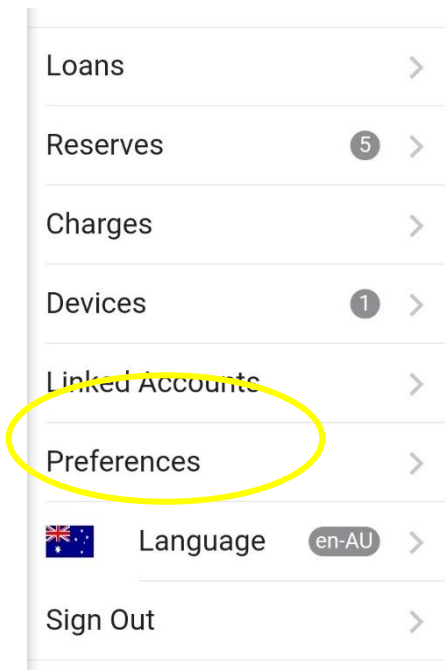 Loans
Reserves 5
Charges
Devices 1
Linked Accounts
Preferences
Language en-AU
Sign Out